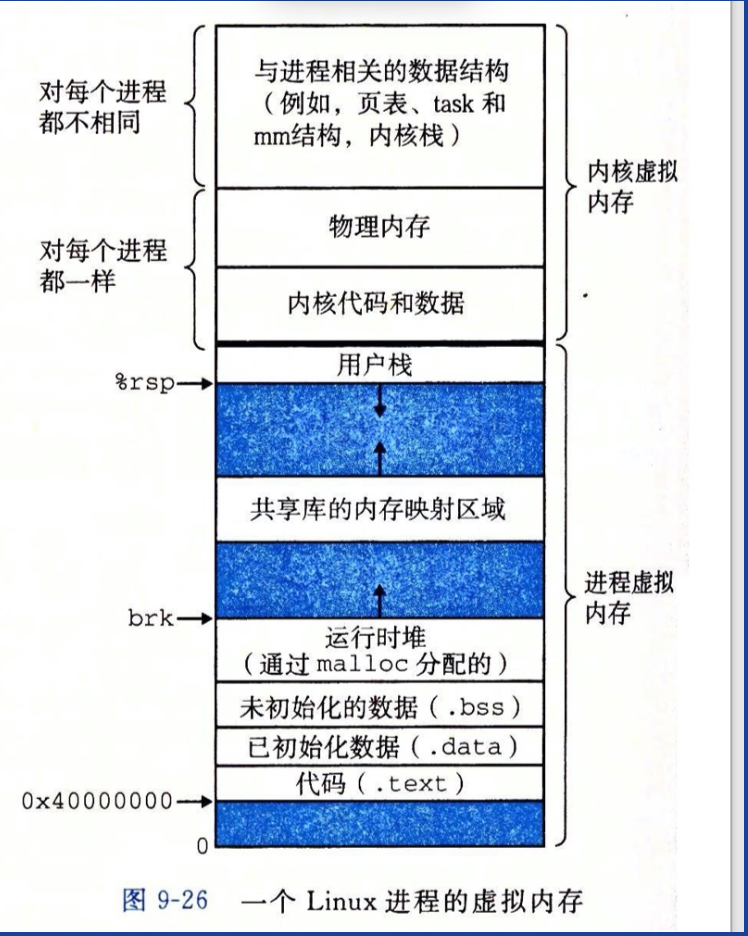 对每个进程
都不相同
与进程相关的数据结构
（例如，页表、task 和
mm结构，内核栈）
内核虚拟
内存
对每个进程
都一样
物理内存
内核代码和数据
用户栈
%rsp
共享库的内存映射区域
进程虚拟
内存
brk
运行时堆
（通过 malloc 分配的）
未初始化的数据（.bss）
已初始化数据（.data）
代码（.text）
0x40000000
0
图 9-26 一个 Linux 进程的虚拟内存